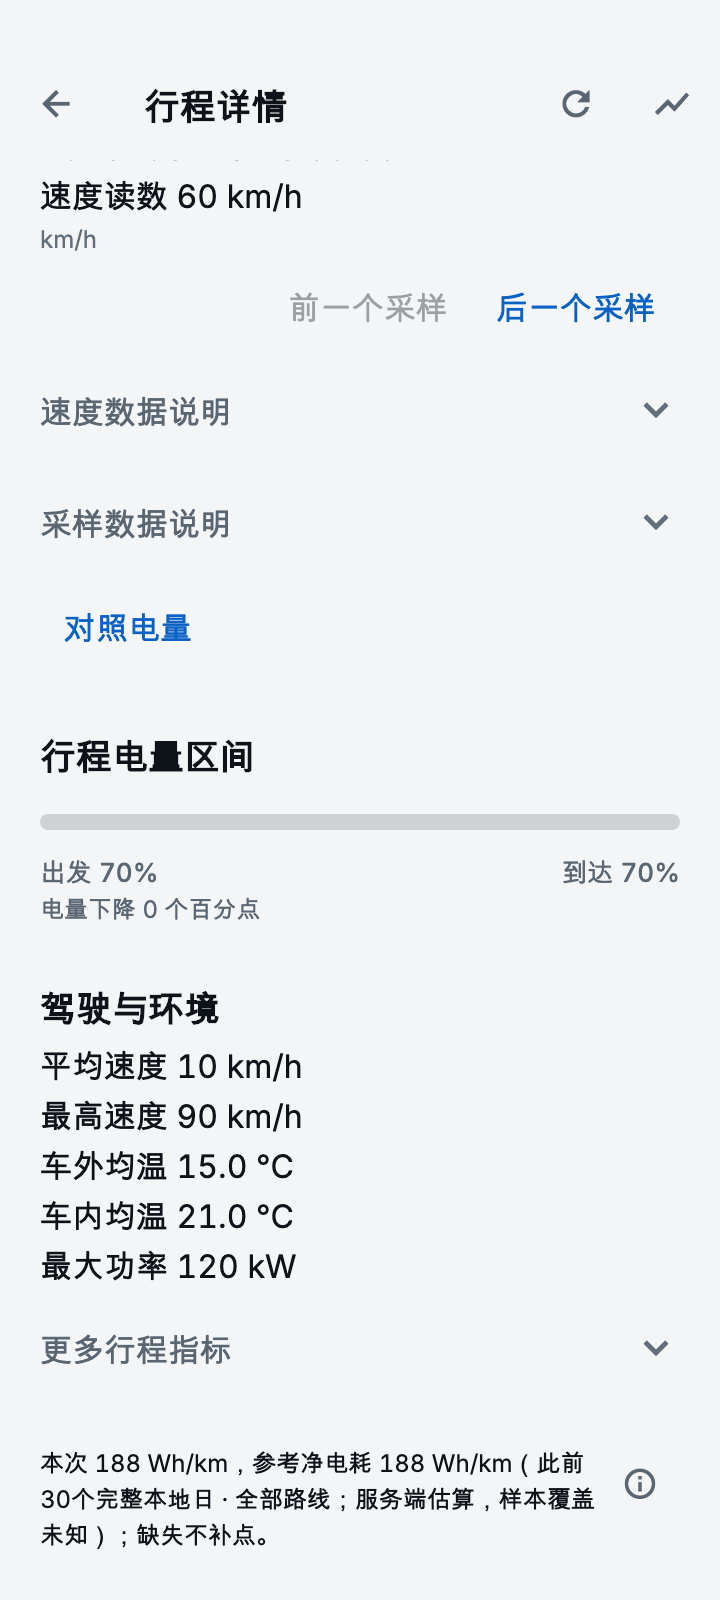 行程详情
速度读数 60 km/h
km/h
前一个采样 后一个采样
速度数据说明
采样数据说明
对照电量
行程电量区间
出发 70% 到达 70%
电量下降 0 个百分点
驾驶与环境
平均速度 10 km/h
最高速度 90 km/h
车外均温 15.0 °C
车内均温 21.0 °C
最大功率 120 kW
更多行程指标
本次 188 Wh/km，参考净电耗 188 Wh/km（此前
30个完整本地日 · 全部路线；服务端估算，样本覆盖
未知）；缺失不补点。